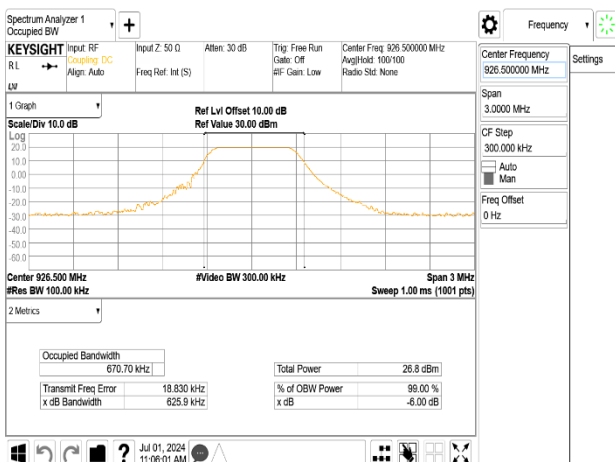 Spectrum Analyzer 1
Occupied BW
Frequency
KEYSIGHT
Input: RF
Coupling: DC
Align: Auto
Input Z: 50 Ω
Freq Ref: Int (S)
Atten: 30 dB
Trig: Free Run
Gate: Off
#IF Gain: Low
Center Freq: 926.500000 MHz
Avg|Hold: 100/100
Radio Std: None
RL
Center Frequency
926.500000 MHz
Settings
Span
3.0000 MHz
CF Step
300.000 kHz
Auto
Man
Freq Offset
0 Hz
1 Graph
Scale/Div 10.0 dB
Ref Lvl Offset 10.00 dB
Ref Value 30.00 dBm
Log
20.0
10.0
0.00
-10.0
-20.0
-30.0
-40.0
-50.0
-60.0
Center 926.500 MHz
#Video BW 300.00 kHz
Span 3 MHz
#Res BW 100.00 kHz
Sweep 1.00 ms (1001 pts)
2 Metrics
Occupied Bandwidth
670.70 kHz
Total Power 26.8 dBm
Transmit Freq Error 18.830 kHz
% of OBW Power 99.00 %
x dB Bandwidth 625.9 kHz
x dB -6.00 dB
?
Jul 01, 2024
11:06:01 AM